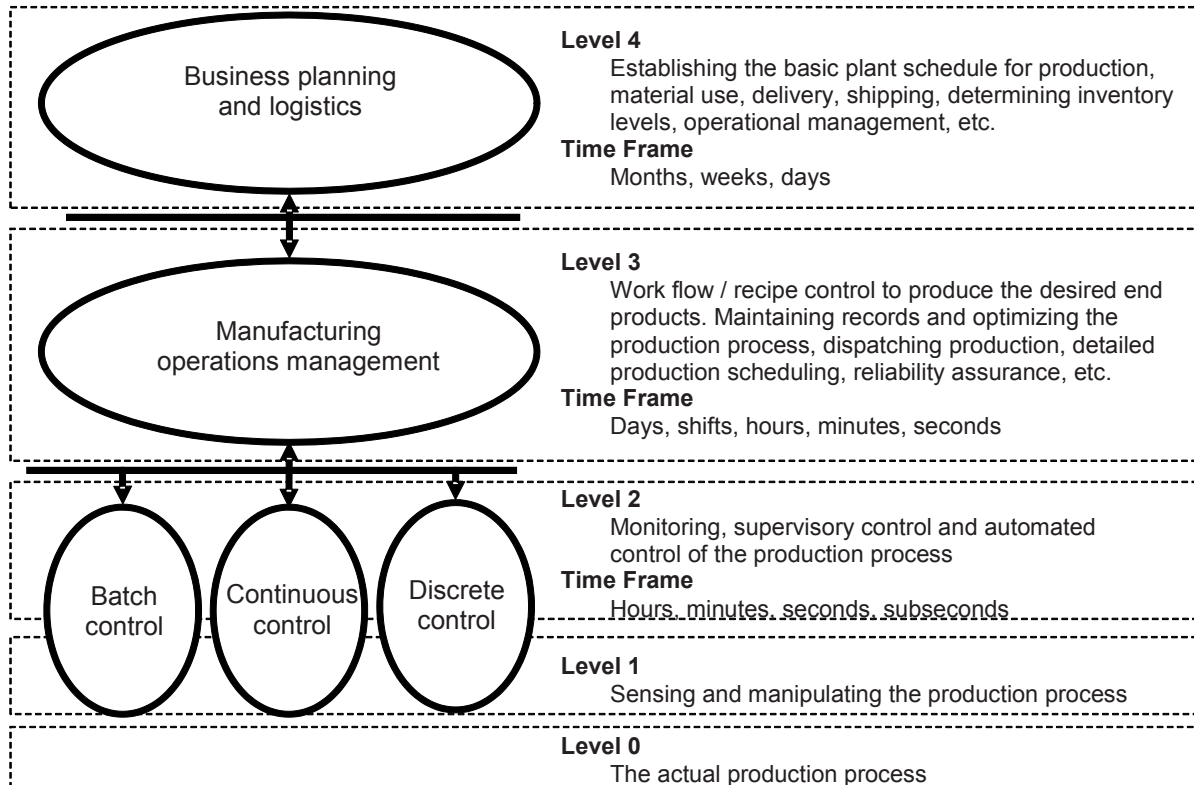 Business planning
and logistics
Level 4
Establishing the basic plant schedule for production,
material use, delivery, shipping, determining inventory
levels, operational management, etc.
Time Frame
Months, weeks, days
Manufacturing
operations management
Level 3
Work flow / recipe control to produce the desired end
products. Maintaining records and optimizing the
production process, dispatching production, detailed
production scheduling, reliability assurance, etc.
Time Frame
Days, shifts, hours, minutes, seconds
Batch
control
Continuous
control
Discrete
control
Level 2
Monitoring, supervisory control and automated
control of the production process
Time Frame
Hours, minutes, seconds, subseconds
Level 1
Sensing and manipulating the production process
Level 0
The actual production process